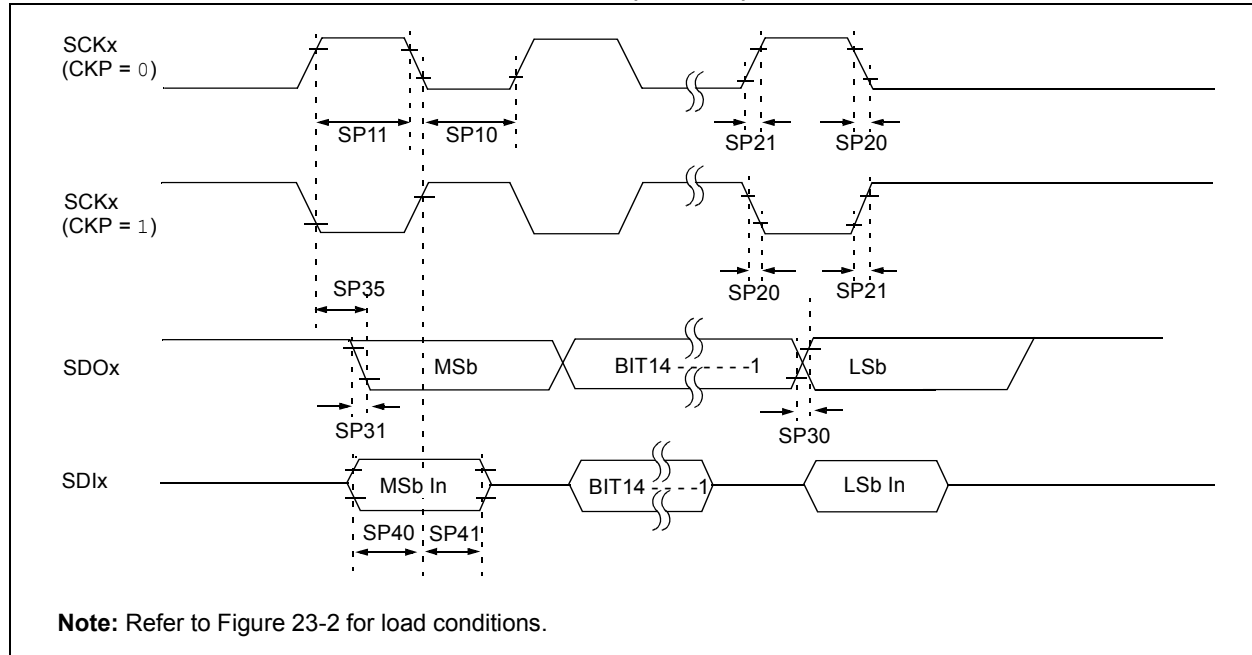 SCKx
(CKP = 0)
SP11
SP10
SP21
SP20
SCKx
(CKP = 1)
SP35
SP20
SP21
SDOx
MSb
BIT14 - - - - - -1
LSb
SP31
SP30
SDIx
MSb In
BIT14 - - - -1
LSb In
SP40
SP41
Note: Refer to Figure 23-2 for load conditions.